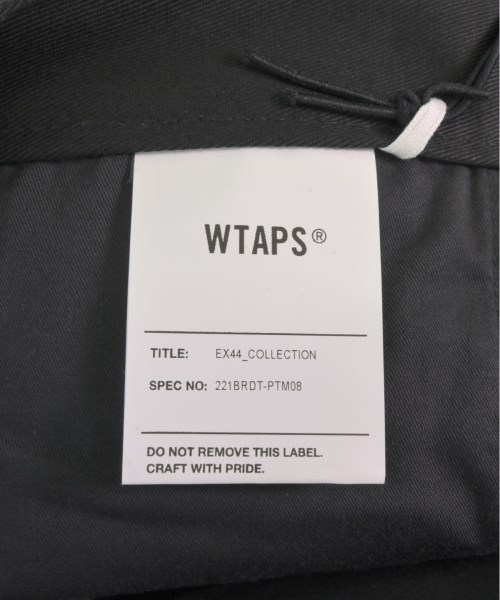 WTAPS®
TITLE: EX44_COLLECTION
SPEC NO: 221BRDT-PTM08
DO NOT REMOVE THIS LABEL.
CRAFT WITH PRIDE.